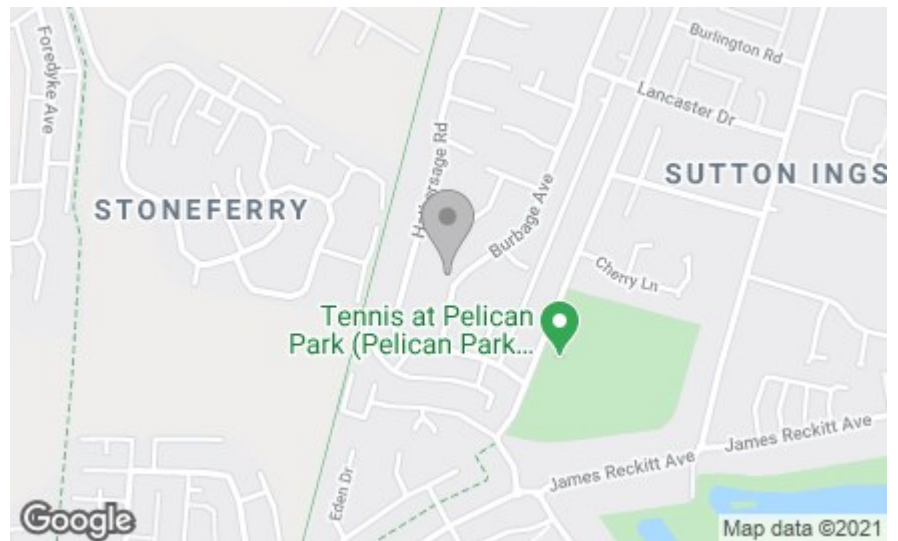 Foredyke Ave
Burlington Rd
Lancaster Dr
SUTTON INGS
STONEFERRY
Burbage Ave
Cherry Ln
Tennis at Pelican
Park (Pelican Park...
James Reckitt Ave
James Reckitt Ave
Eden Dr
Google
Map data ©2021